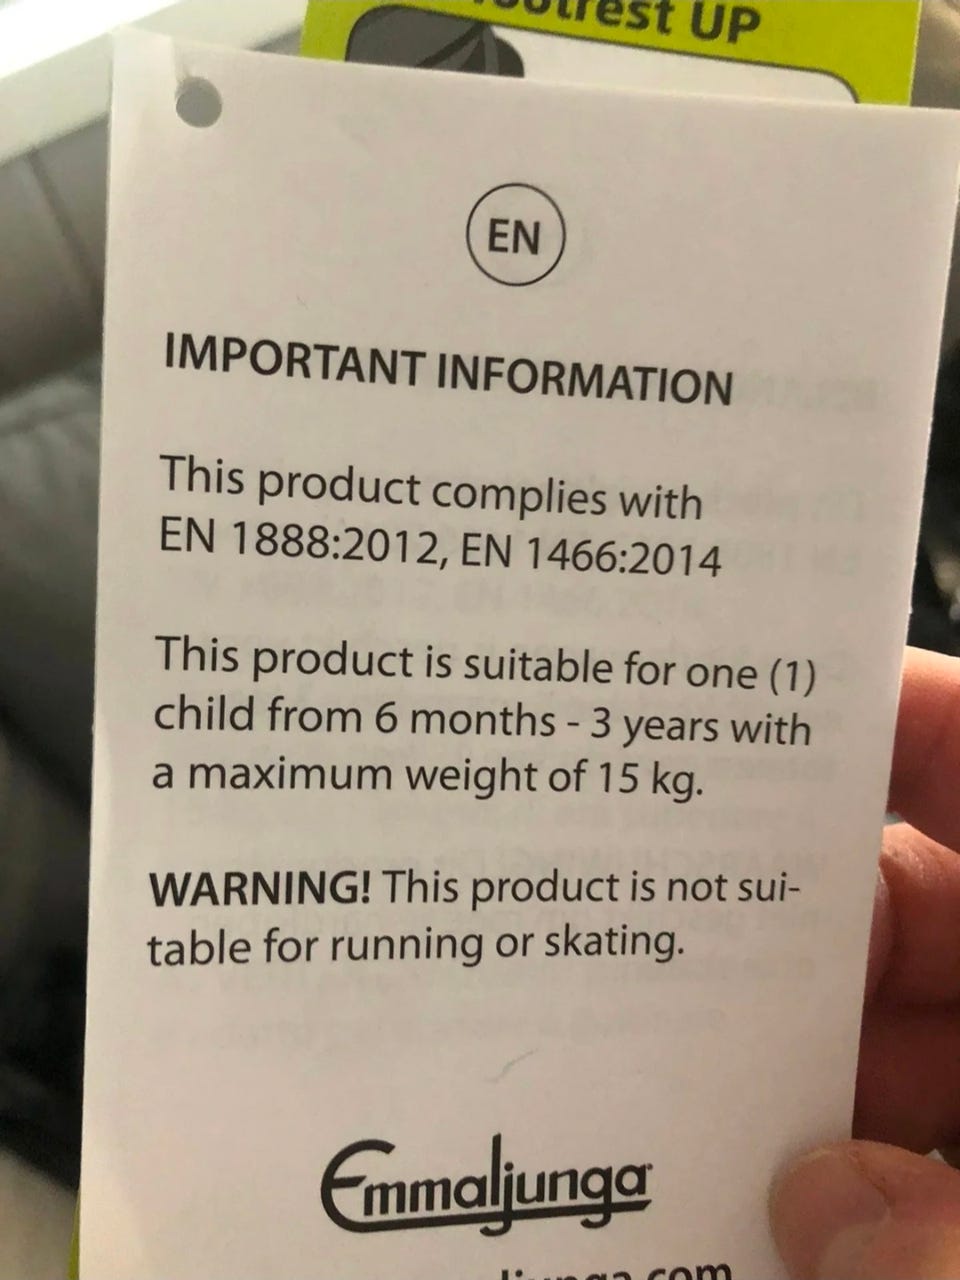 UP
EN
IMPORTANT INFORMATION
This product complies with
EN 1888:2012, EN 1466:2014
This product is suitable for one (1)
child from 6 months - 3 years with
a maximum weight of 15 kg.
WARNING! This product is not sui-
table for running or skating.
Emmaljunga